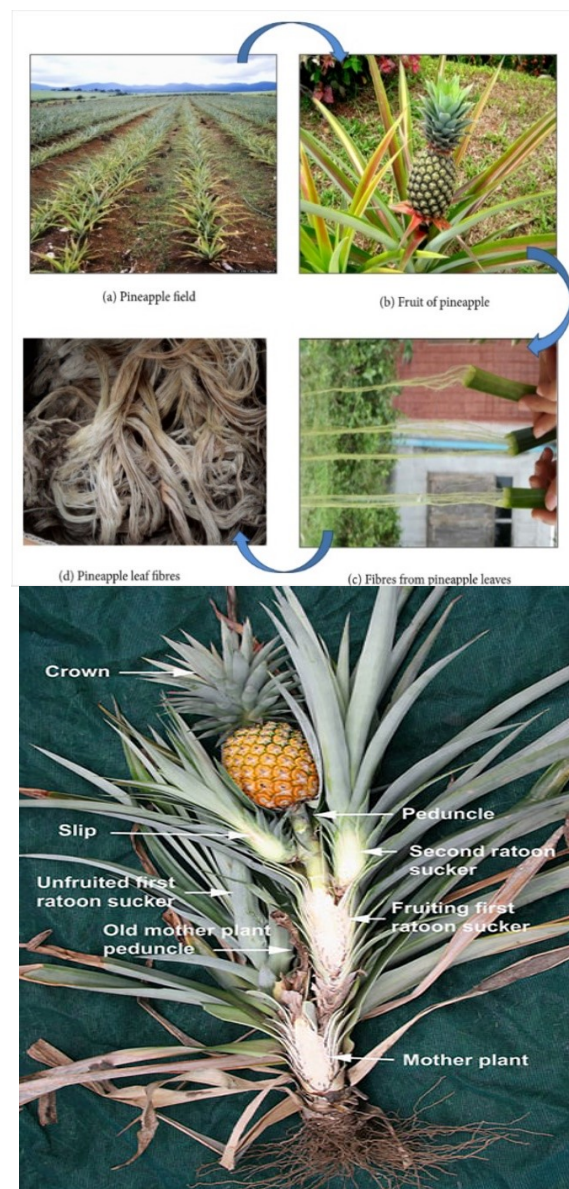 (a) Pineapple field
(b) Fruit of pineapple
(d) Pineapple leaf fibres
(c) Fibres from pineapple leaves
Crown
Peduncle
Slip
Second ratoon
sucker
Unfruited first
ratoon sucker
Fruiting first
ratoon sucker
Old mother plant
peduncle
Mother plant